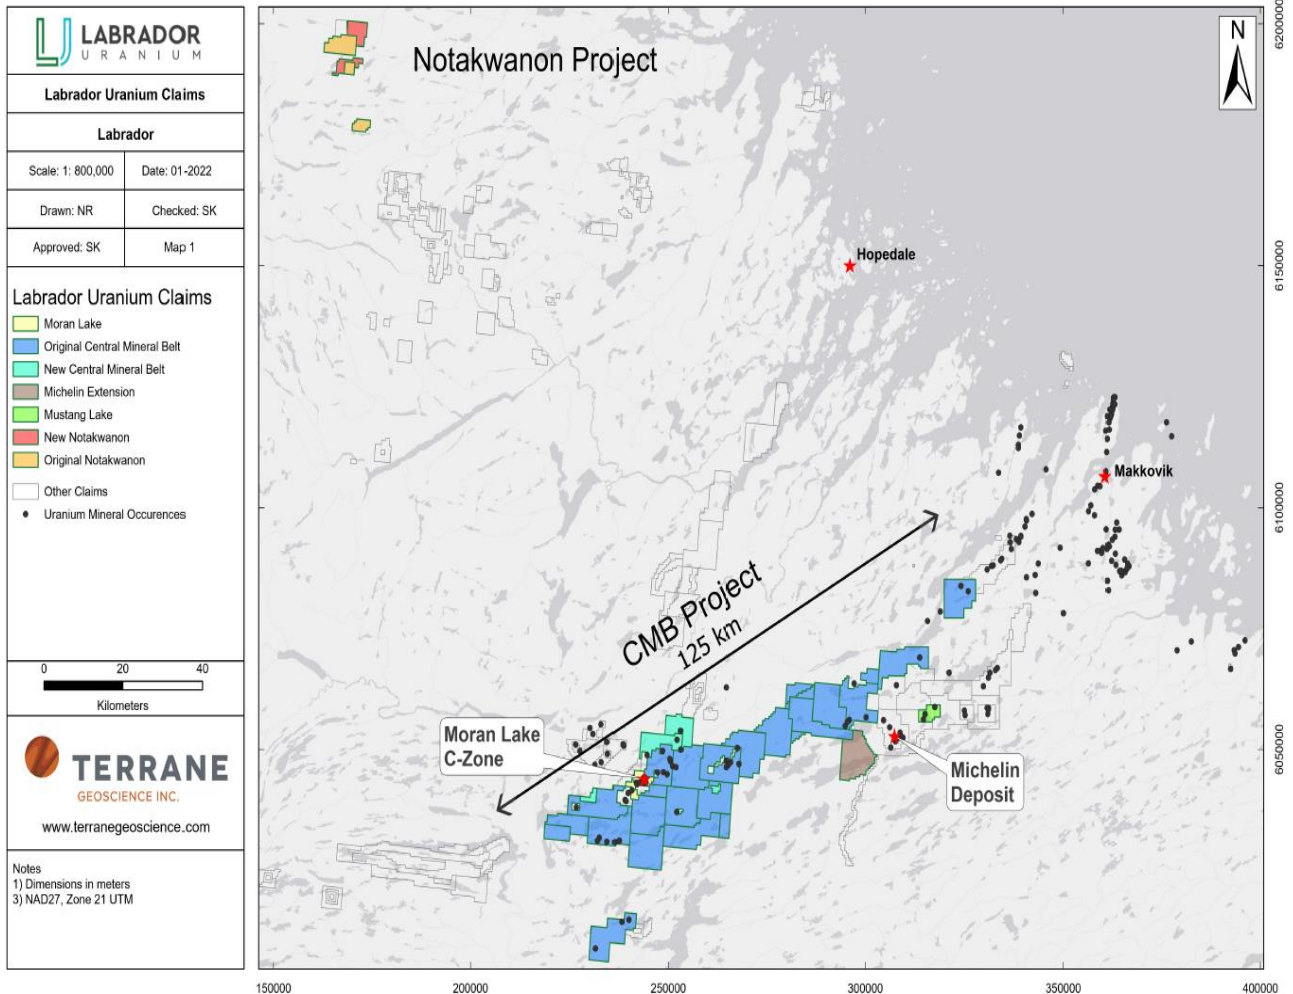 LABRADOR
URANIUM
Labrador Uranium Claims
Labrador
Scale: 1: 800,000
Date: 01-2022
Drawn: NR
Checked: SK
Approved: SK
Map 1
Labrador Uranium Claims
Moran Lake
Original Central Mineral Belt
New Central Mineral Belt
Michelin Extension
Mustang Lake
New Notakwanon
Original Notakwanon
Other Claims
Uranium Mineral Occurences
0 20 40
Kilometers
TERRANE
GEOSCIENCE INC.
www.terranegeoscience.com
Notes
1) Dimensions in meters
3) NAD27, Zone 21 UTM
Notakwanon Project
N
Hopedale
Makkovik
CMB Project
125 km
Moran Lake
C-Zone
Michelin
Deposit
6200000
6150000
6100000
6050000
150000 200000 250000 300000 350000 400000